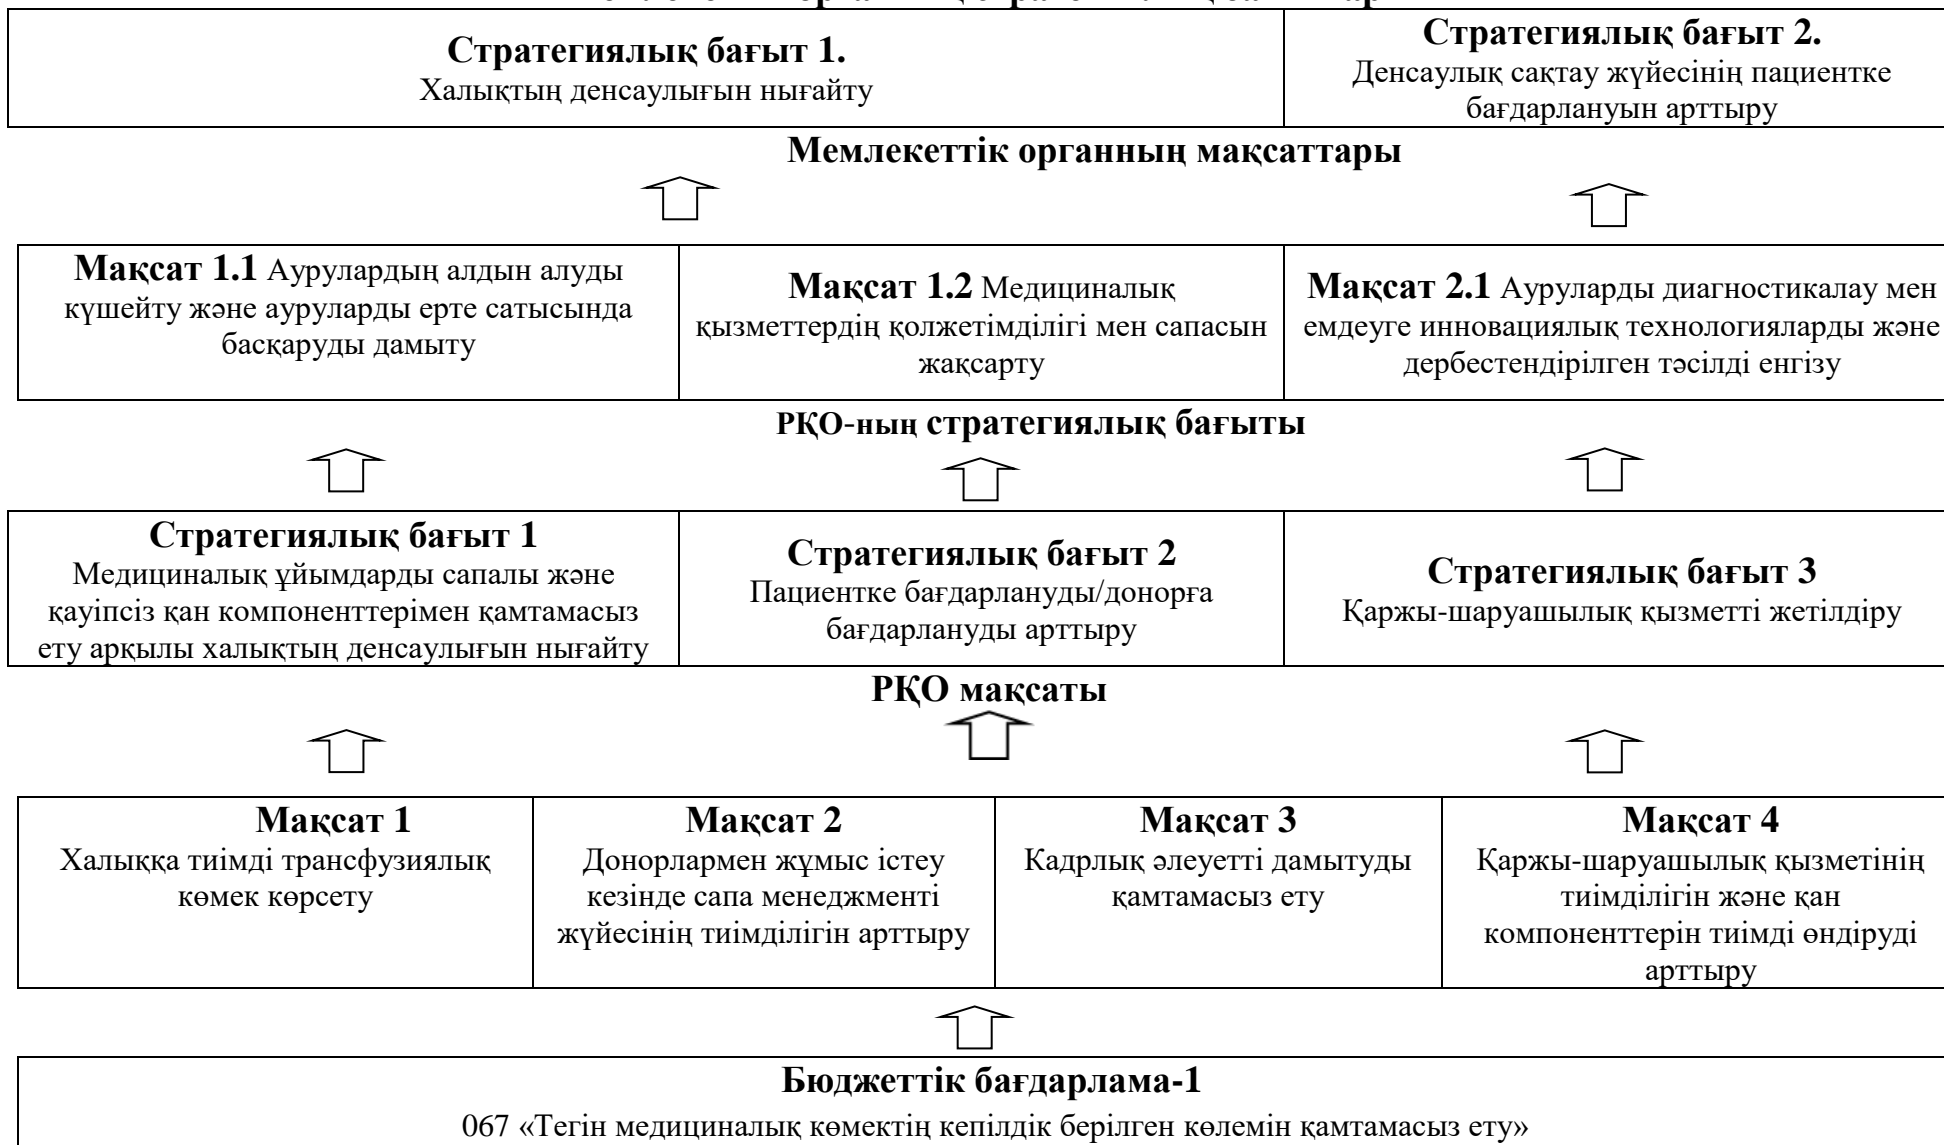 Стратегиялық бағыт 1.
Халықтың денсаулығын нығайту
Стратегиялық бағыт 2.
Денсаулық сақтау жүйесінің пациентке
бағдарлануын арттыру
Мемлекеттік органның мақсаттары
Мақсат 1.1 Аурулардың алдын алуды
күшейту және ауруларды ерте сатысында
басқаруды дамыту
Мақсат 1.2 Медициналық
қызметтердің қолжетімділігі мен сапасын
жақсарту
Мақсат 2.1 Ауруларды диагностикалау мен
емдеуге инновациялық технологияларды және
дербестендірілген тәсілді енгізу
РҚО-ның стратегиялық бағыты
Стратегиялық бағыт 1
Медициналық ұйымдарды сапалы және
қауіпсіз қан компоненттерімен қамтамасыз
ету арқылы халықтың денсаулығын нығайту
Стратегиялық бағыт 2
Пациентке бағдарлануды/донорға
бағдарлануды арттыру
Стратегиялық бағыт 3
Қаржы-шаруашылық қызметті жетілдіру
РҚО мақсаты
Мақсат 1
Халыққа тиімді трансфузиялық
көмек көрсету
Мақсат 2
Донорлармен жұмыс істеу
кезінде сапа менеджменті
жүйесінің тиімділігін арттыру
Мақсат 3
Кадрлық әлеуетті дамытуды
қамтамасыз ету
Мақсат 4
Қаржы-шаруашылық қызметінің
тиімділігін және қан
компоненттерін тиімді өндіруді
арттыру
Бюджеттік бағдарлама-1
067 «Тегін медициналық көмектің кепілдік берілген көлемін қамтамасыз ету»